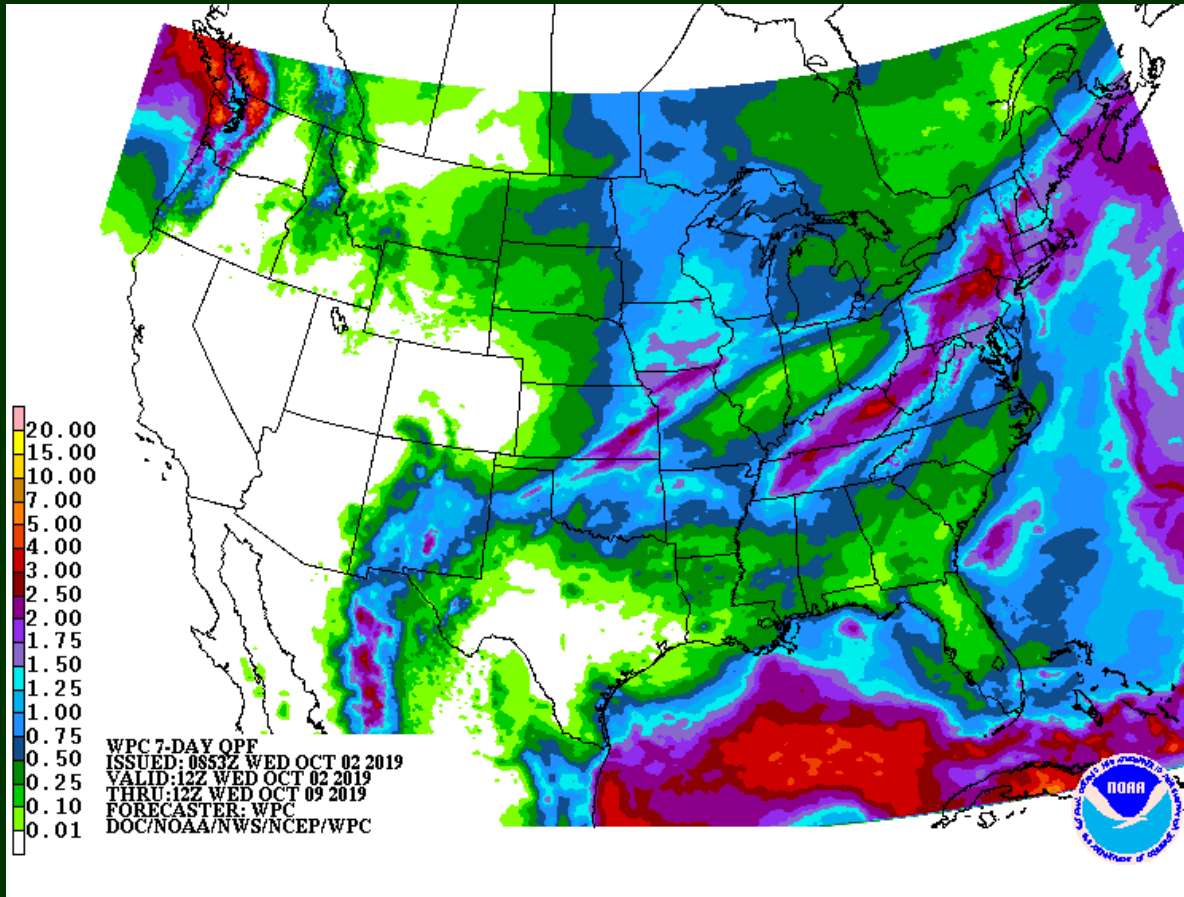 20.00
15.00
10.00
7.00
5.00
4.00
3.00
2.50
2.00
1.75
1.50
1.25
1.00
0.75
0.50
0.25
0.10
0.01
WPC 7-DAY QPF
ISSUED: 0853Z WED OCT 02 2019
VALID:12Z WED OCT 02 2019
THRU:12Z WED OCT 09 2019
FORECASTER: WPC
DOC/NOAA/NWS/NCEP/WPC
NOAA